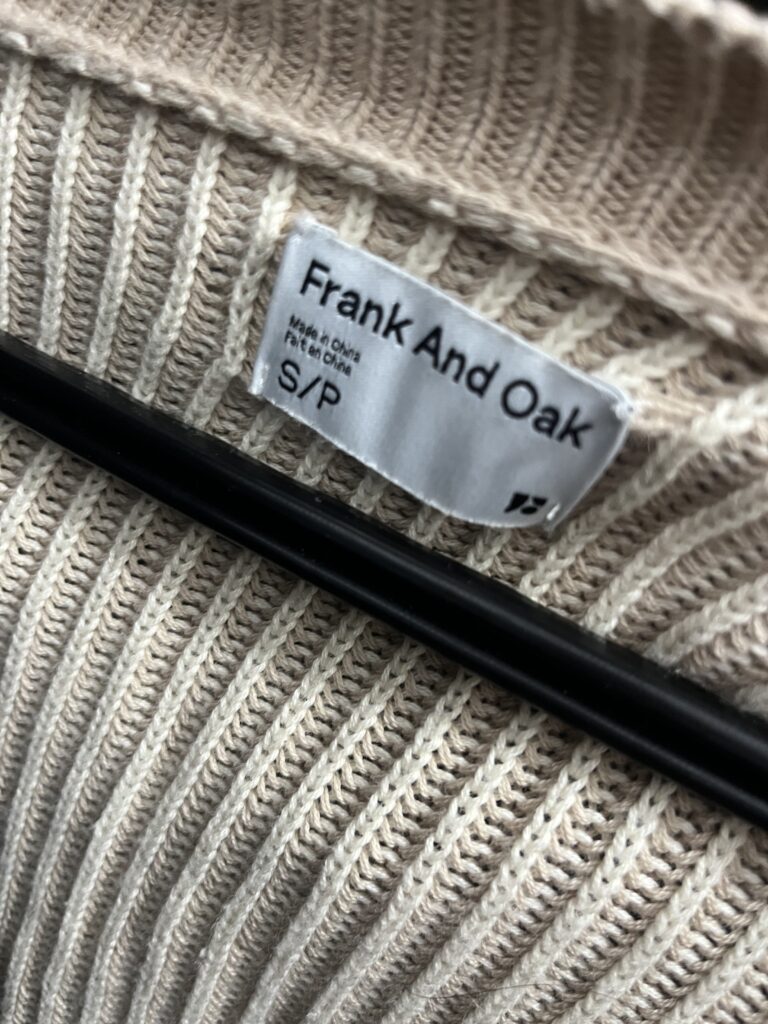 Frank And Oak
Made in China
Fait en Chine
S/P